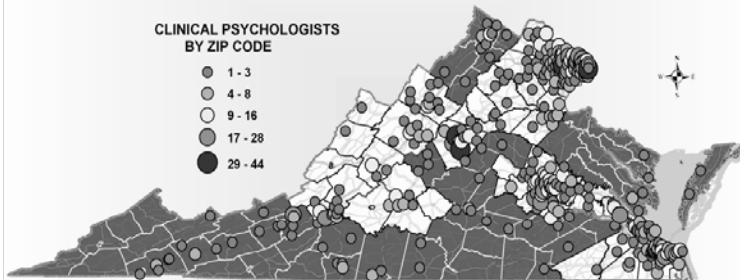 CLINICAL PSYCHOLOGISTS
BY ZIP CODE
1 - 3
4 - 8
9 - 16
17 - 28
29 - 44
N
W
E
S